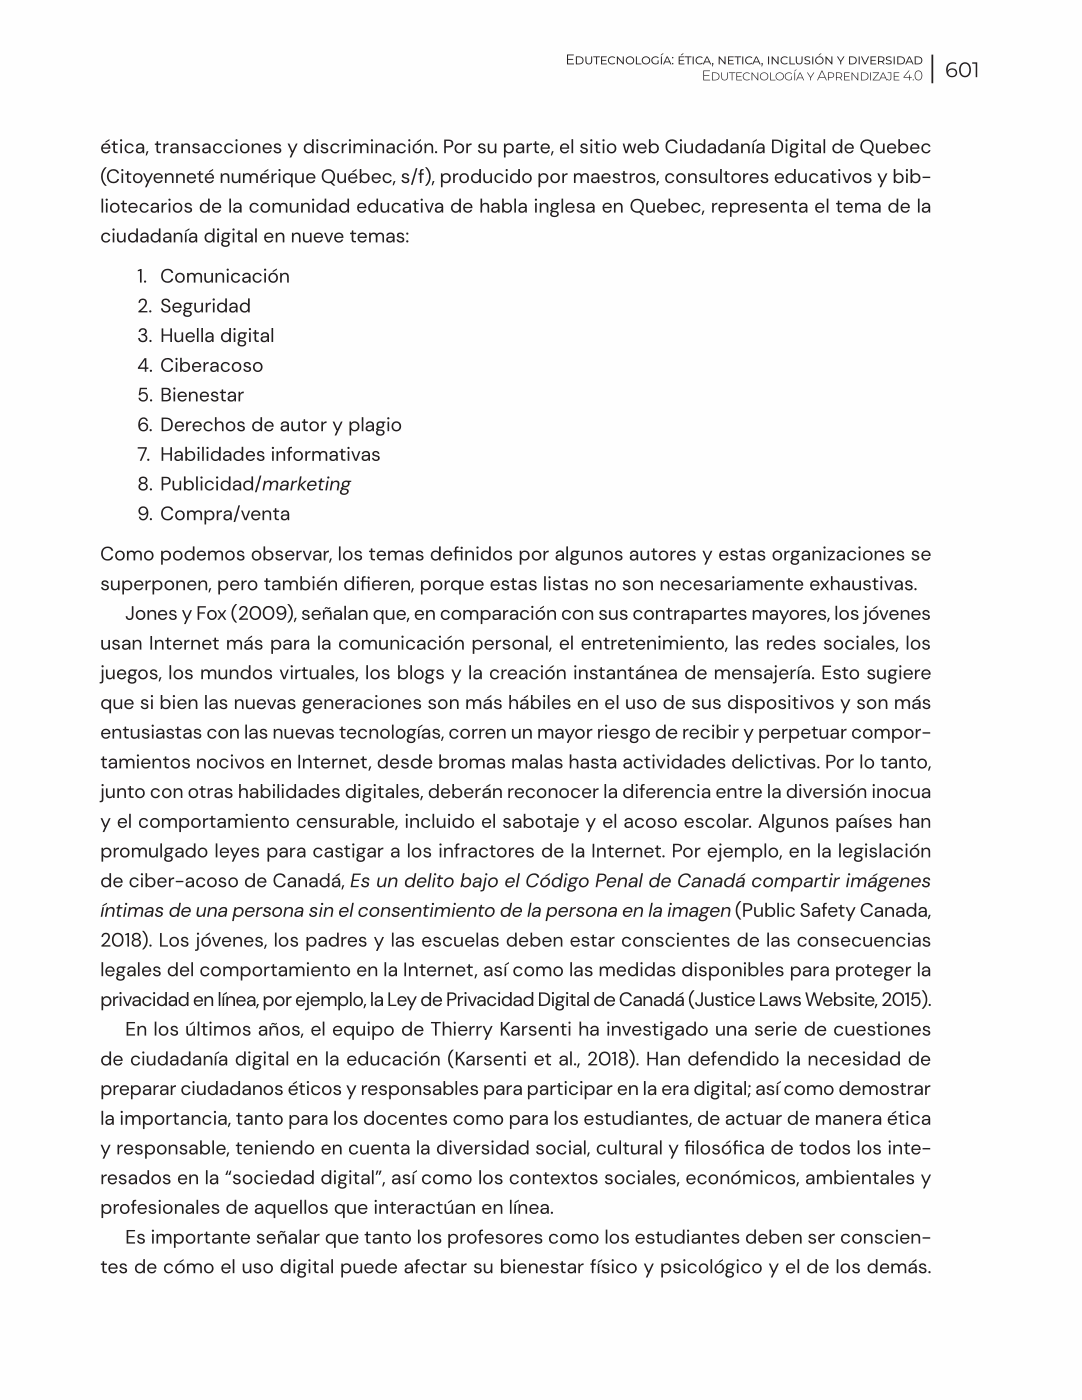 Edutecnología: ética, netica, inclusión y diversidad
Edutecnología y Aprendizaje 4.0
601
ética, transacciones y discriminación. Por su parte, el sitio web Ciudadanía Digital de Quebec
(Citoyenneté numérique Québec, s/f), producido por maestros, consultores educativos y bib-
liotecarios de la comunidad educativa de habla inglesa en Quebec, representa el tema de la
ciudadanía digital en nueve temas:
1. Comunicación
2. Seguridad
3. Huella digital
4. Ciberacoso
5. Bienestar
6. Derechos de autor y plagio
7. Habilidades informativas
8. Publicidad/marketing
9. Compra/venta
Como podemos observar, los temas definidos por algunos autores y estas organizaciones se
superponen, pero también difieren, porque estas listas no son necesariamente exhaustivas.
Jones y Fox (2009), señalan que, en comparación con sus contrapartes mayores, los jóvenes
usan Internet más para la comunicación personal, el entretenimiento, las redes sociales, los
juegos, los mundos virtuales, los blogs y la creación instantánea de mensajería. Esto sugiere
que si bien las nuevas generaciones son más hábiles en el uso de sus dispositivos y son más
entusiastas con las nuevas tecnologías, corren un mayor riesgo de recibir y perpetuar compor-
tamientos nocivos en Internet, desde bromas malas hasta actividades delictivas. Por lo tanto,
junto con otras habilidades digitales, deberán reconocer la diferencia entre la diversión inocua
y el comportamiento censurable, incluido el sabotaje y el acoso escolar. Algunos países han
promulgado leyes para castigar a los infractores de la Internet. Por ejemplo, en la legislación
de ciber-acoso de Canadá, Es un delito bajo el Código Penal de Canadá compartir imágenes
íntimas de una persona sin el consentimiento de la persona en la imagen (Public Safety Canada,
2018). Los jóvenes, los padres y las escuelas deben estar conscientes de las consecuencias
legales del comportamiento en la Internet, así como las medidas disponibles para proteger la
privacidad en línea, por ejemplo, la Ley de Privacidad Digital de Canadá (Justice Laws Website, 2015).
En los últimos años, el equipo de Thierry Karsenti ha investigado una serie de cuestiones
de ciudadanía digital en la educación (Karsenti et al., 2018). Han defendido la necesidad de
preparar ciudadanos éticos y responsables para participar en la era digital; así como demostrar
la importancia, tanto para los docentes como para los estudiantes, de actuar de manera ética
y responsable, teniendo en cuenta la diversidad social, cultural y filosófica de todos los inte-
resados en la “sociedad digital”, así como los contextos sociales, económicos, ambientales y
profesionales de aquellos que interactúan en línea.
Es importante señalar que tanto los profesores como los estudiantes deben ser conscien-
tes de cómo el uso digital puede afectar su bienestar físico y psicológico y el de los demás.